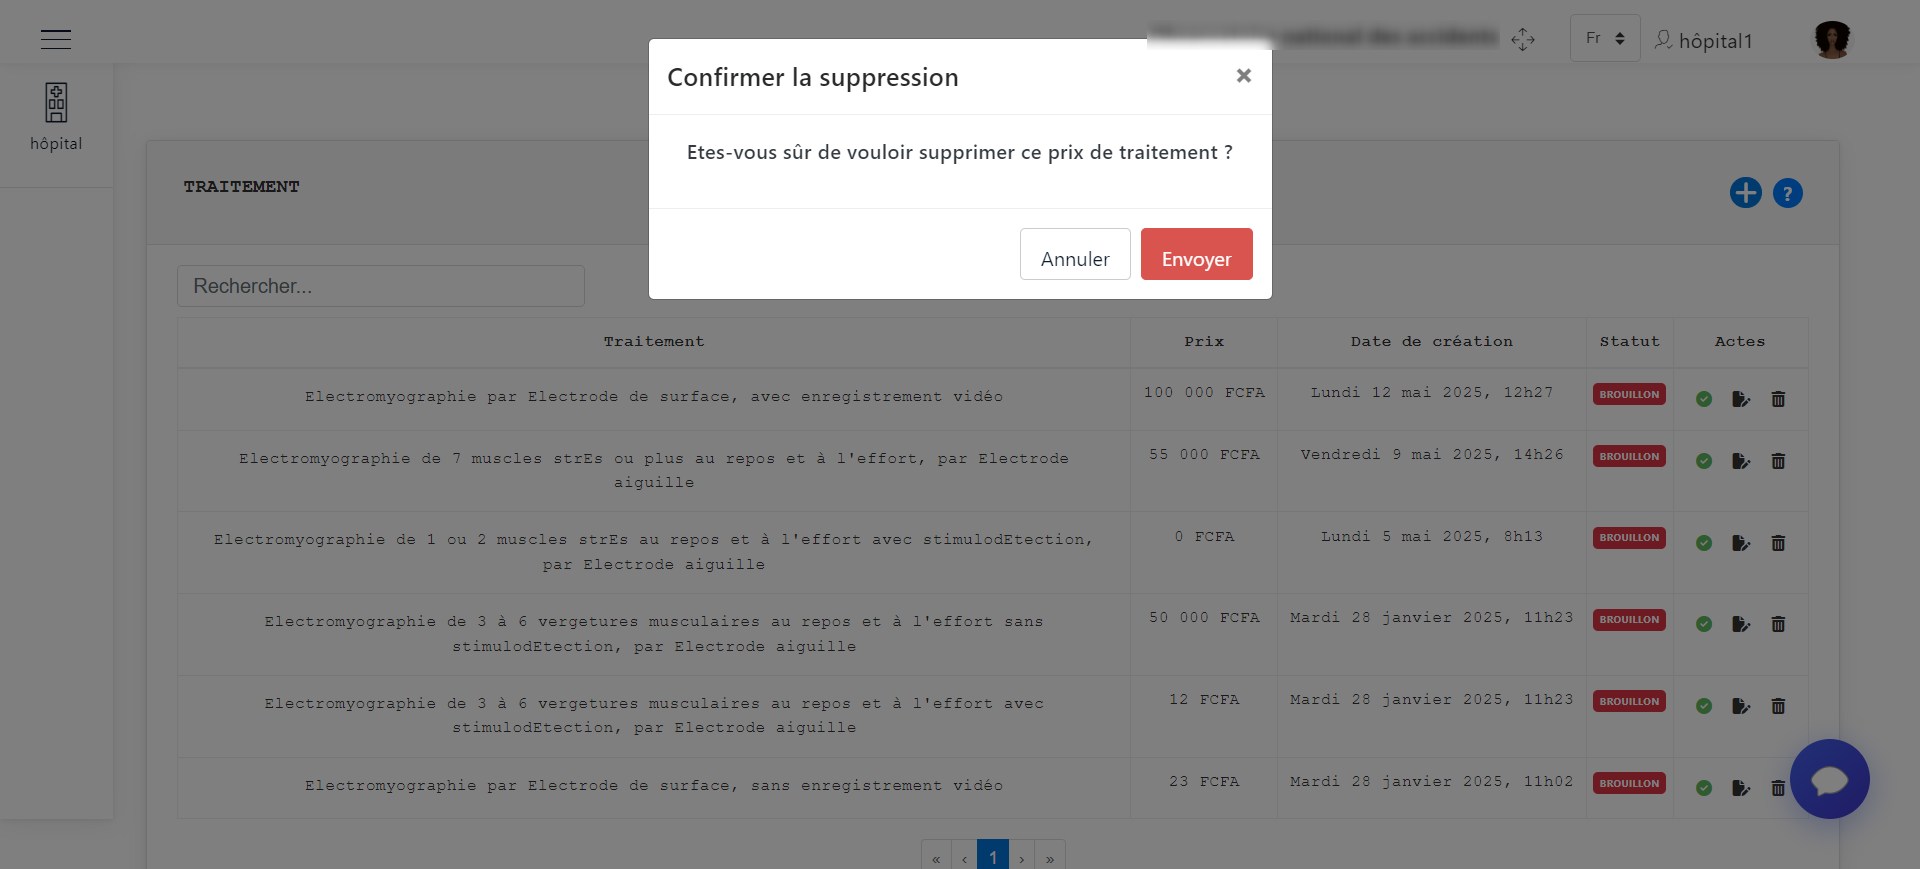 Fr
hôpital1
hôpital
Confirmer la suppression
×
Etes-vous sûr de vouloir supprimer ce prix de traitement ?
Annuler
Envoyer
TRAITEMENT
?
Rechercher...
Traitement Prix Date de création Statut Actes
Electromyographie par Electrode de surface, avec enregistrement vidéo 100 000 FCFA Lundi 12 mai 2025, 12h27 BROUILLON
Electromyographie de 7 muscles strEs ou plus au repos et à l'effort, par Electrode 55 000 FCFA Vendredi 9 mai 2025, 14h26 BROUILLON
aiguille
Electromyographie de 1 ou 2 muscles strEs au repos et à l'effort avec stimulodEtection, 0 FCFA Lundi 5 mai 2025, 8h13 BROUILLON
par Electrode aiguille
Electromyographie de 3 à 6 vergetures musculaires au repos et à l'effort sans 50 000 FCFA Mardi 28 janvier 2025, 11h23 BROUILLON
stimulodEtection, par Electrode aiguille
Electromyographie de 3 à 6 vergetures musculaires au repos et à l'effort avec 12 FCFA Mardi 28 janvier 2025, 11h23 BROUILLON
stimulodEtection, par Electrode aiguille
Electromyographie par Electrode de surface, sans enregistrement vidéo 23 FCFA Mardi 28 janvier 2025, 11h02 BROUILLON
« ‹ 1 › »